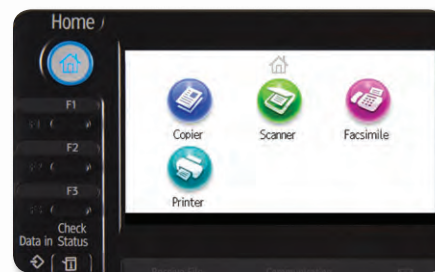 Home
F1
F2
F3
Check
Data in Status
Copier
Scanner
Facsimile
Printer